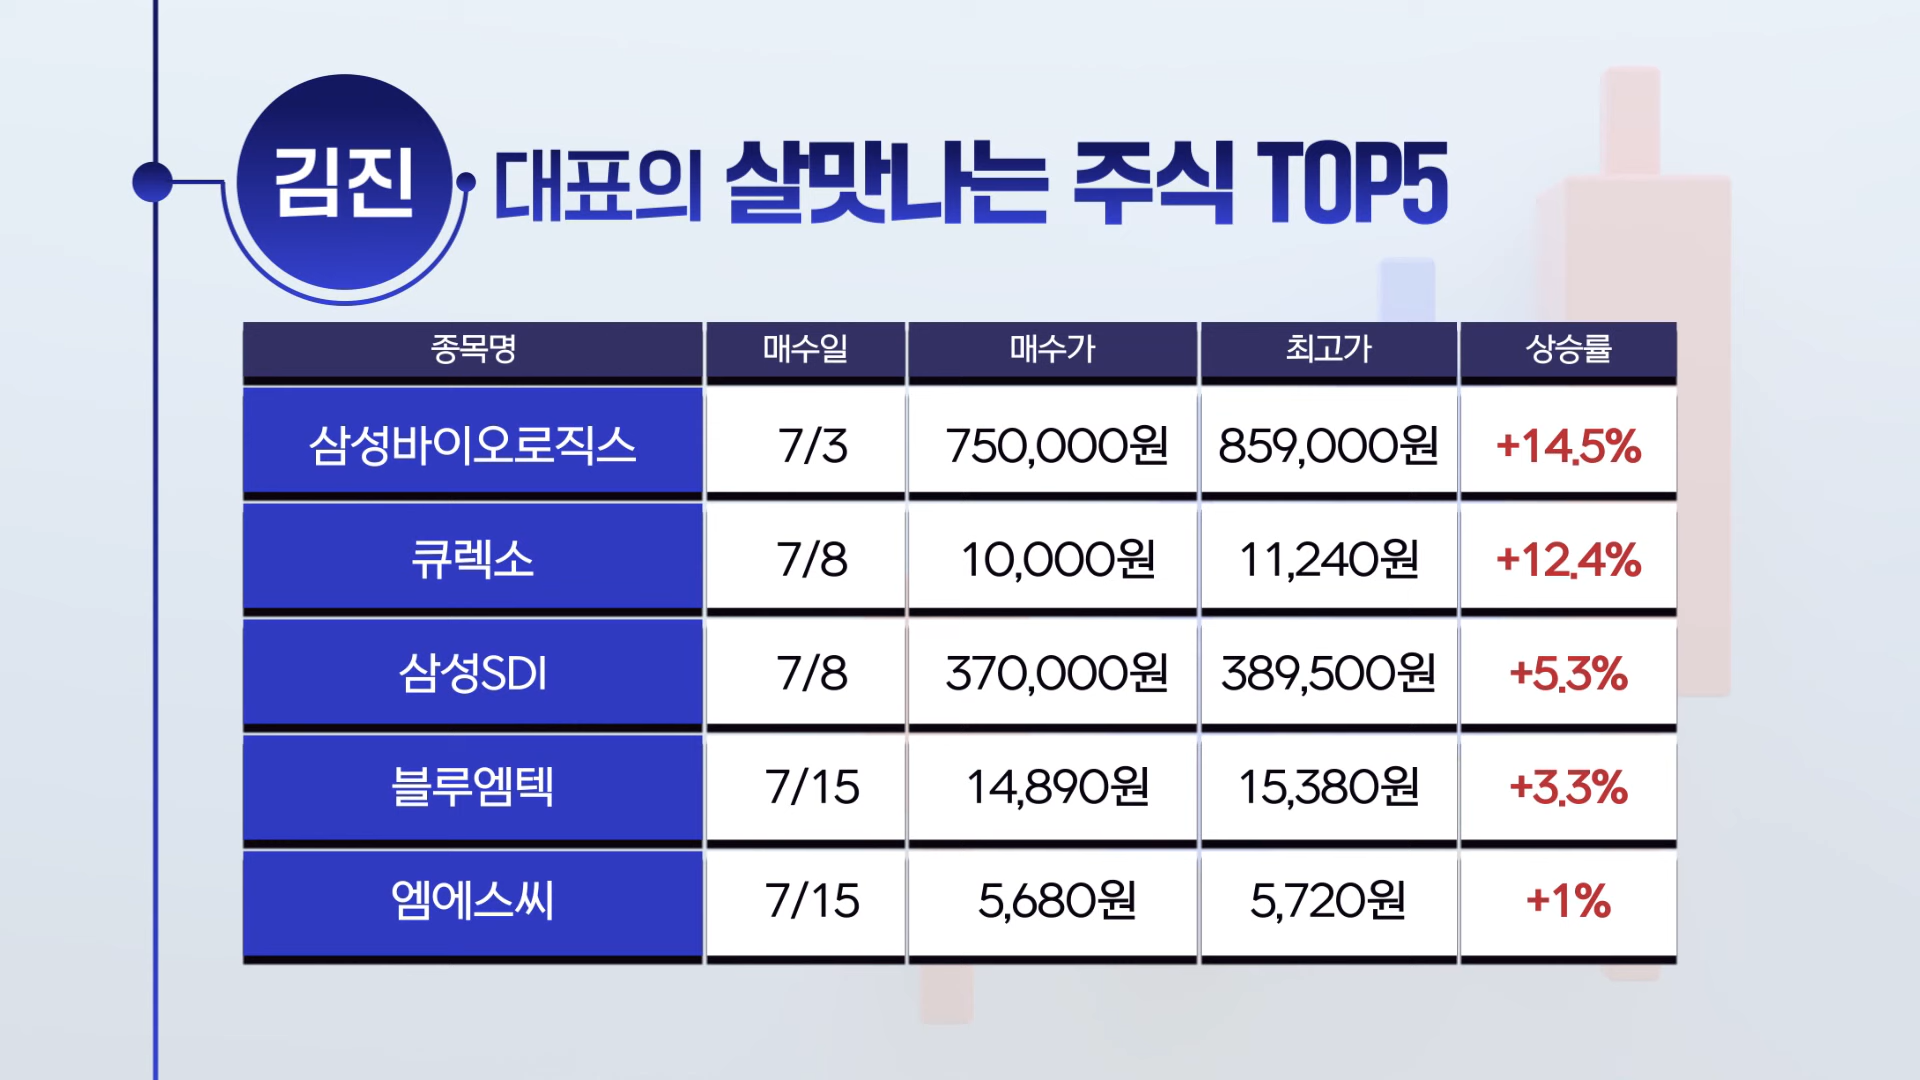 김진 대표의 살맛나는 주식 TOP5
종목명 매수일 매수가 최고가 상승률
삼성바이오로직스 7/3 750,000원 859,000원 +14.5%
큐렉소 7/8 10,000원 11,240원 +12.4%
삼성SDI 7/8 370,000원 389,500원 +5.3%
블루엠텍 7/15 14,890원 15,380원 +3.3%
엠에스씨 7/15 5,680원 5,720원 +1%